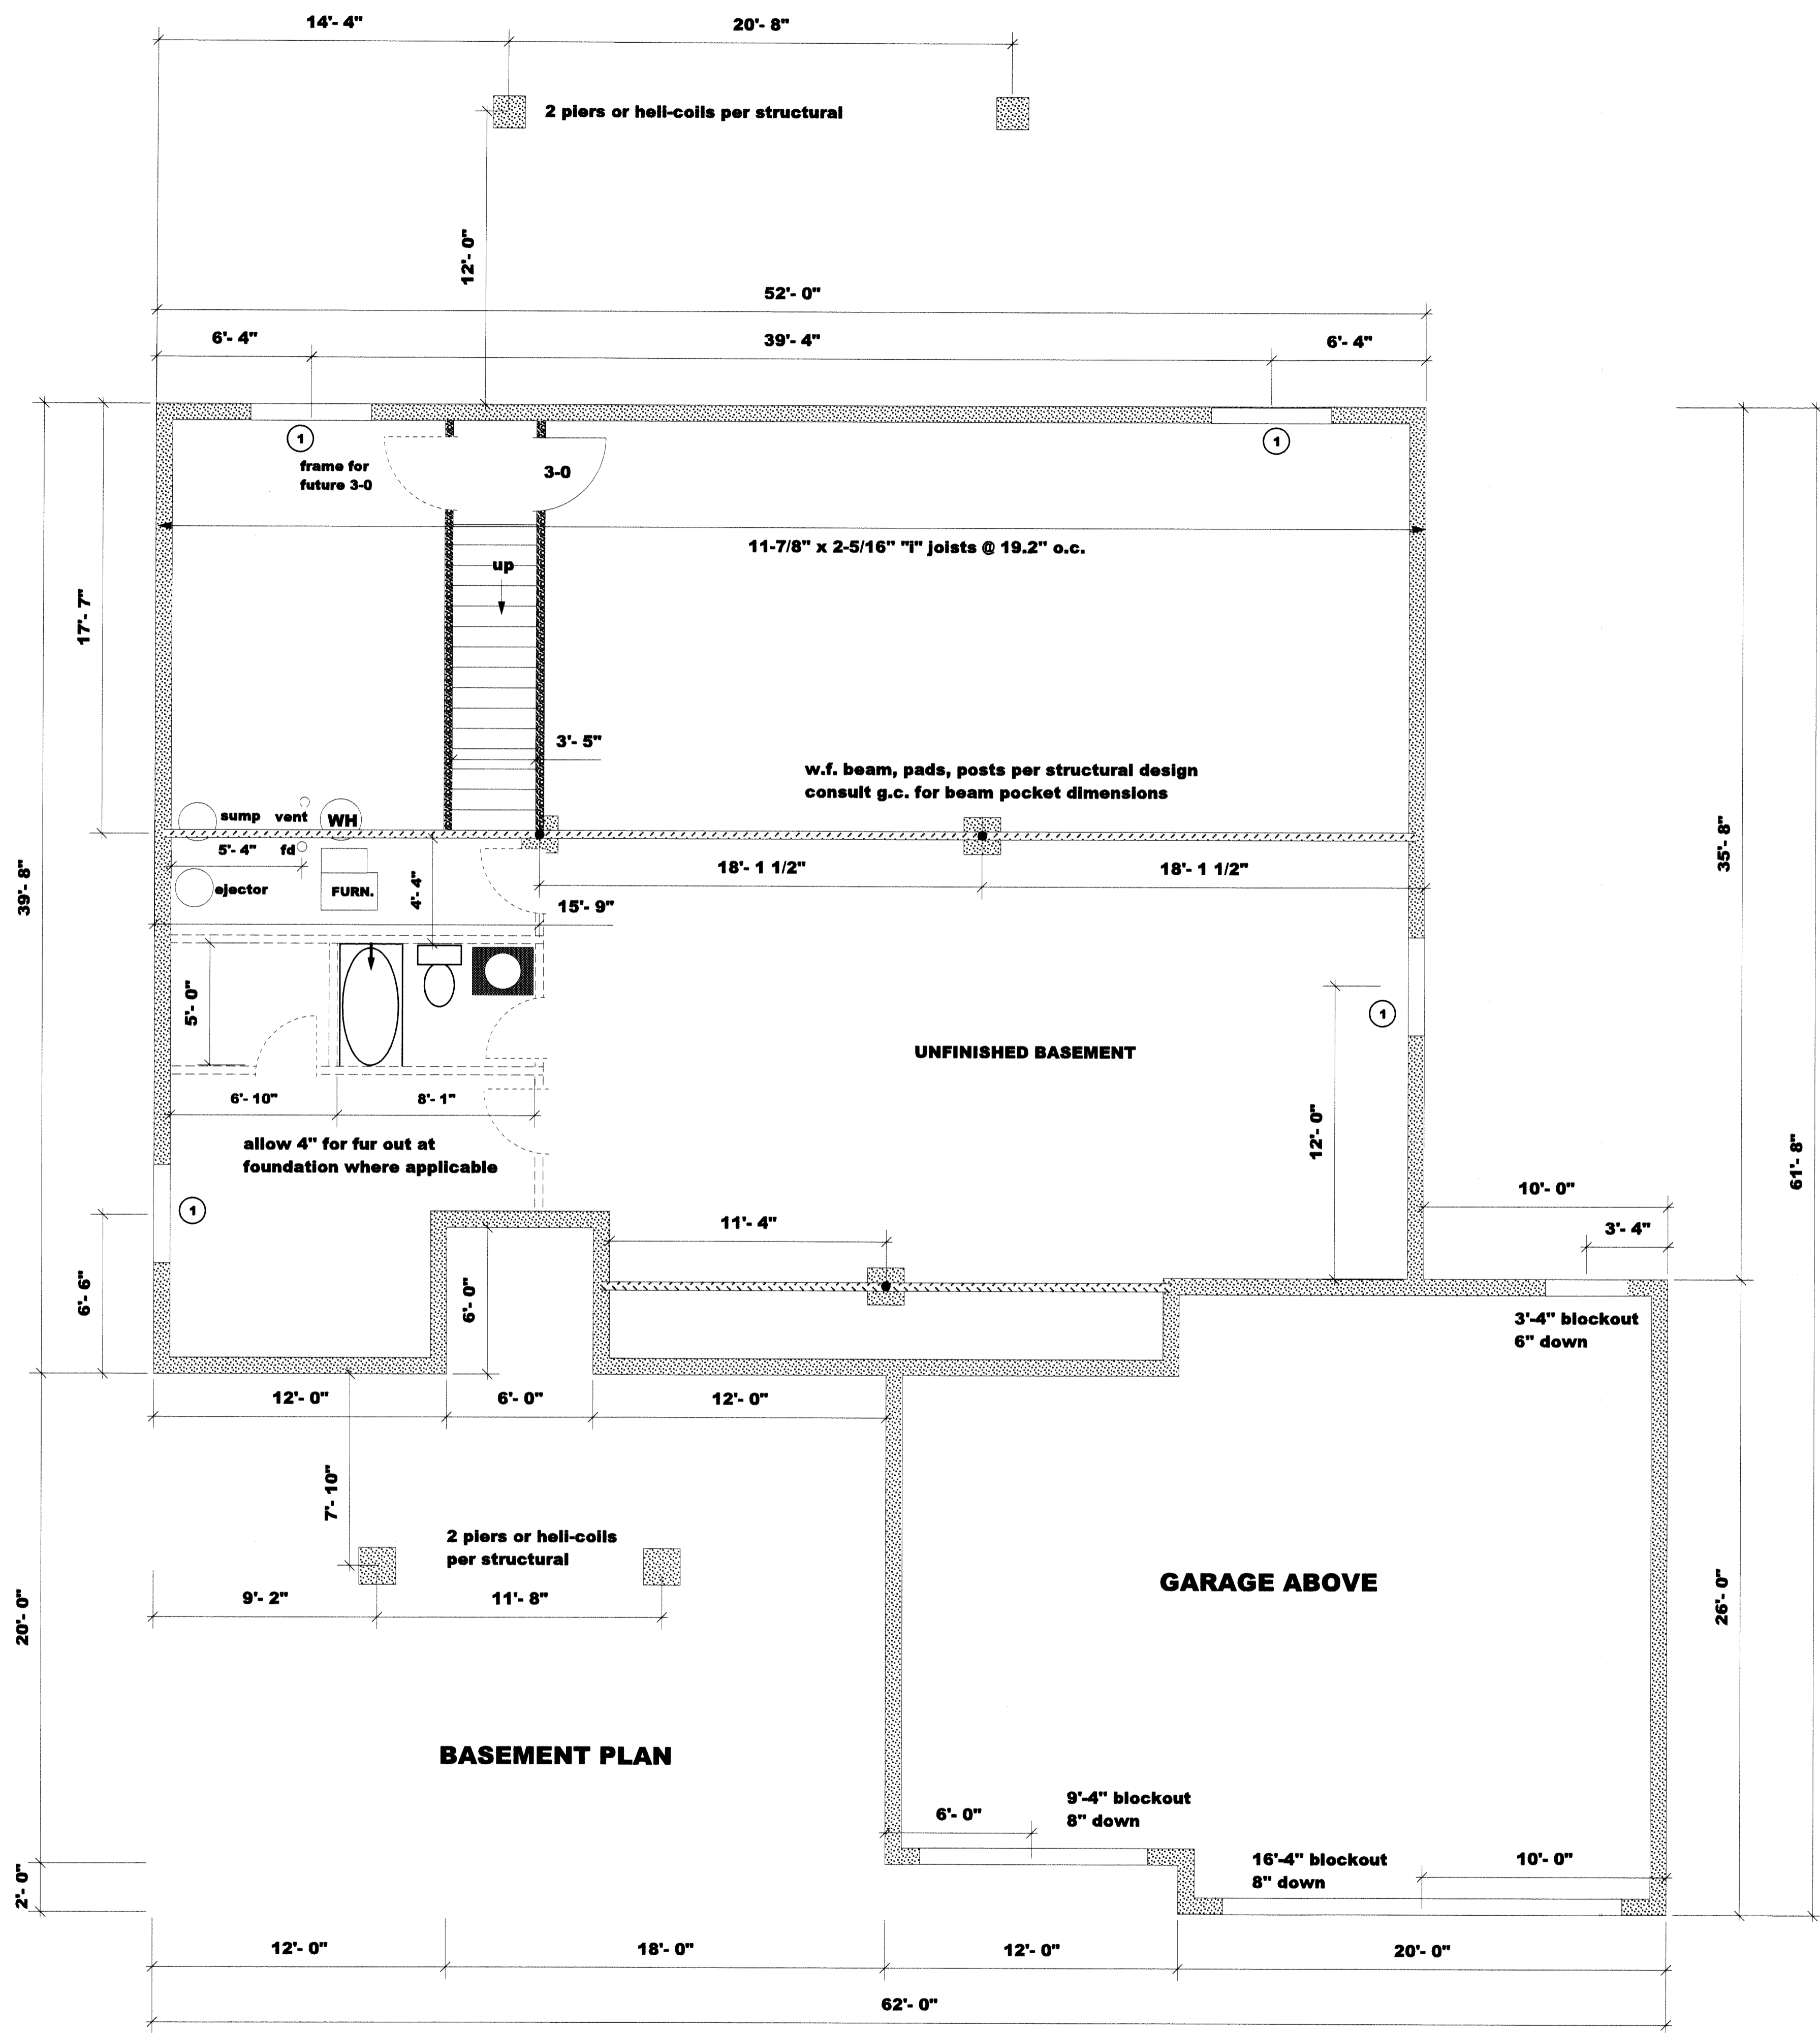 14'- 4"
20'- 8"
2 piers or heli-coils per structural
12'- 0"
52'- 0"
6'- 4"
39'- 4"
6'- 4"
1
1
frame for
future 3-0
3-0
11-7/8" x 2-5/16" "i" joists @ 19.2" o.c.
up
17'- 7"
3'- 5"
w.f. beam, pads, posts per structural design
consult g.c. for beam pocket dimensions
sump
vent
WH
5'- 4"
fd
ejector
FURN.
4'- 4"
18'- 1 1/2"
18'- 1 1/2"
35'- 8"
39'- 8"
15'- 9"
5'- 0"
1
UNFINISHED BASEMENT
6'- 10"
8'- 1"
12'- 0"
allow 4" for fur out at
foundation where applicable
61'- 8"
1
10'- 0"
11'- 4"
3'- 4"
6'- 6"
6'- 0"
3'-4" blockout
6" down
12'- 0"
6'- 0"
12'- 0"
7'- 10"
2 piers or heli-coils
per structural
9'- 2"
11'- 8"
GARAGE ABOVE
20'- 0"
26'- 0"
BASEMENT PLAN
6'- 0"
9'-4" blockout
8" down
16'-4" blockout
8" down
10'- 0"
2'- 0"
12'- 0"
18'- 0"
12'- 0"
20'- 0"
62'- 0"